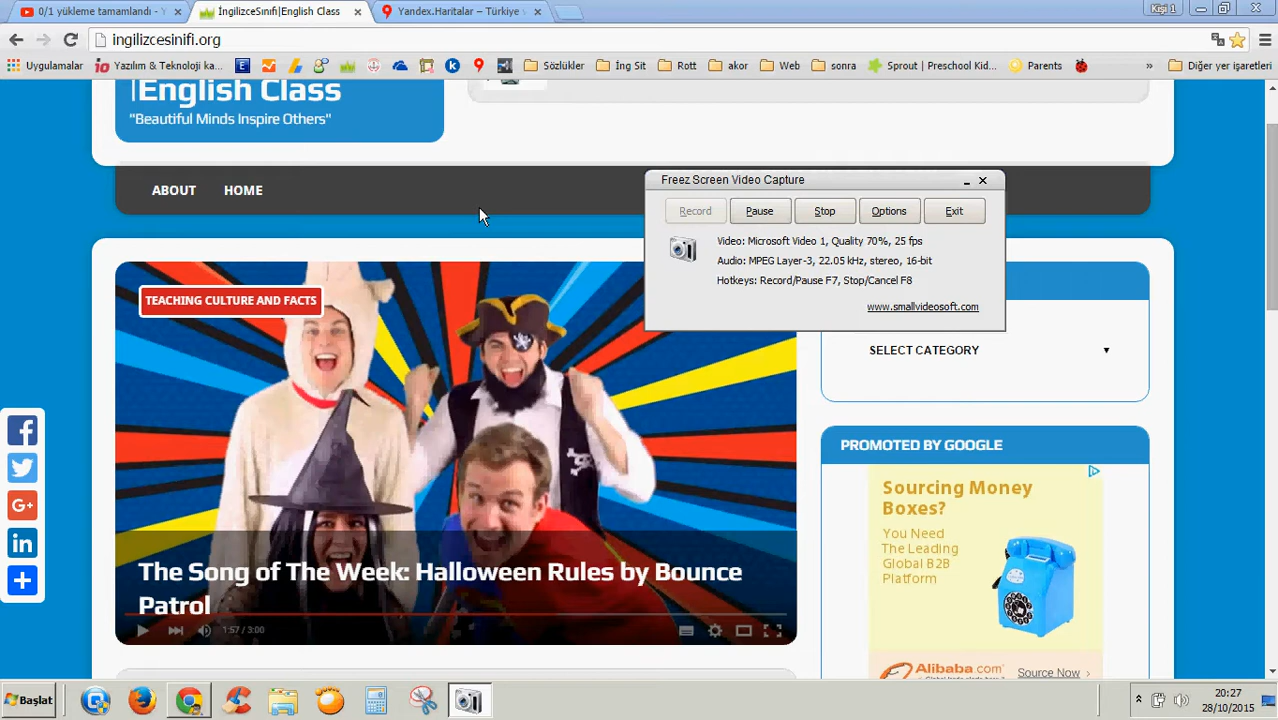 0/1 yükleme tamamlandı - Y
İngilizceSınıfı|English Class
Yandex.Haritalar – Türkiye
Kişi 1
ingilizcesinifi.org
Uygulamalar
Yazılım & Teknoloji ka...
Sözlükler
İng Sit
Rott
akor
Web
sonra
Sprout | Preschool Kid...
Parents
»
Diğer yer işaretleri
|English Class
"Beautiful Minds Inspire Others"
ABOUT
HOME
Freez Screen Video Capture
Record
Pause
Stop
Options
Exit
Video: Microsoft Video 1, Quality 70%, 25 fps
Audio: MPEG Layer-3, 22.05 kHz, stereo, 16-bit
Hotkeys: Record/Pause F7, Stop/Cancel F8
www.smallvideosoft.com
TEACHING CULTURE AND FACTS
SELECT CATEGORY
PROMOTED BY GOOGLE
Sourcing Money
Boxes?
You Need
The Leading
Global B2B
Platform
The Song of The Week: Halloween Rules by Bounce
Patrol
1:57 / 3:00
Alibaba.com
Source Now
Başlat
20:27
28/10/2015